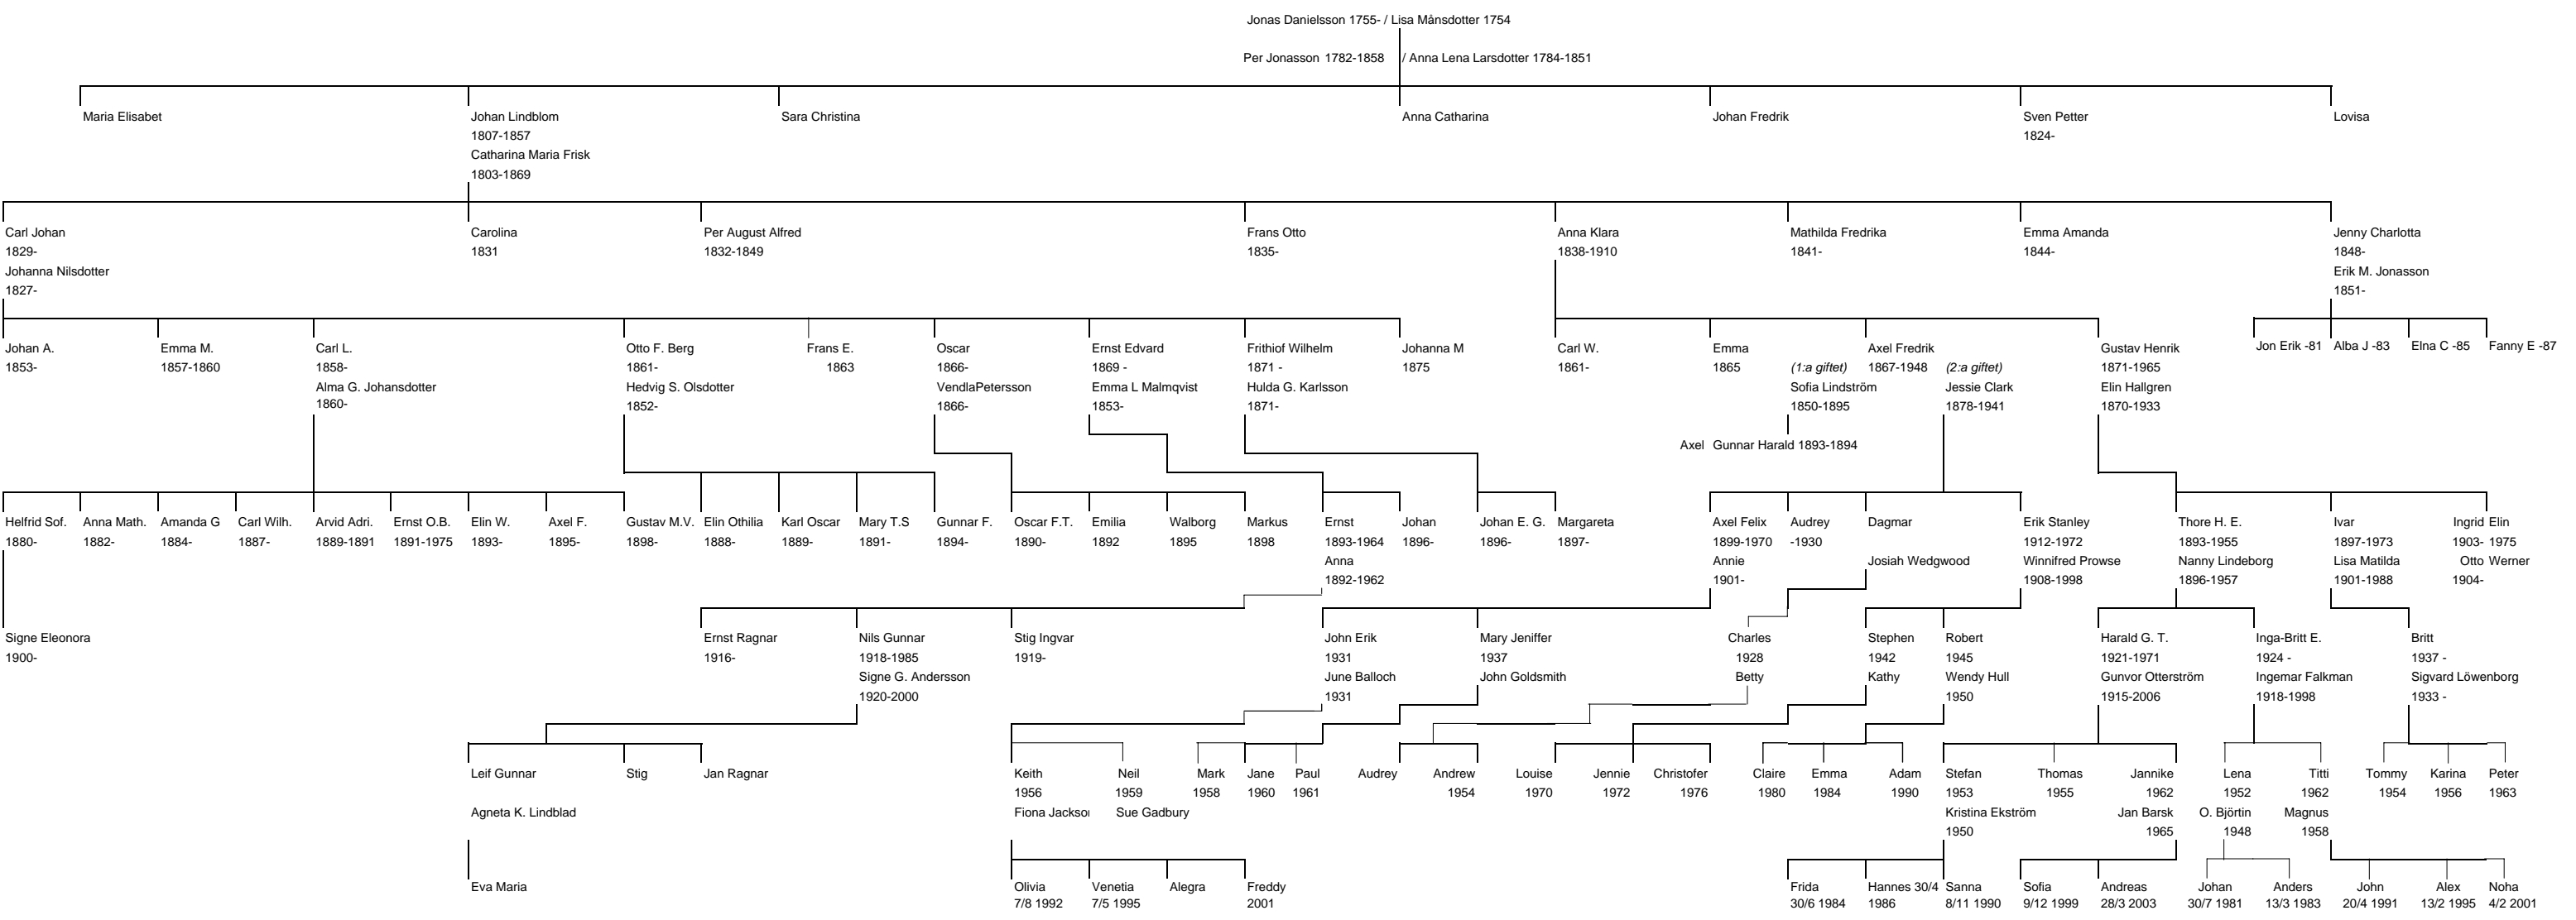 Jonas Danielsson 1755- / Lisa Månsdotter 1754
Per Jonasson 1782-1858 / Anna Lena Larsdotter 1784-1851
Maria Elisabet
Johan Lindblom
1807-1857
Catharina Maria Frisk
1803-1869
Sara Christina
Anna Catharina
Johan Fredrik
Sven Petter
1824-
Lovisa
Carl Johan
1829-
Johanna Nilsdotter
1827-
Carolina
1831
Per August Alfred
1832-1849
Frans Otto
1835-
Anna Klara
1838-1910
Mathilda Fredrika
1841-
Emma Amanda
1844-
Jenny Charlotta
1848-
Erik M. Jonasson
1851-
Johan A.
1853-
Emma M.
1857-1860
Carl L.
1858-
Alma G. Johansdotter
1860-
Otto F. Berg
1861-
Hedvig S. Olsdotter
1852-
Frans E.
1863
Oscar
1866-
VendlaPetersson
1866-
Ernst Edvard
1869 -
Emma L Malmqvist
1853-
Frithiof Wilhelm
1871 -
Hulda G. Karlsson
1871-
Johanna M
1875
Carl W.
1861-
Emma
1865
Axel Fredrik
(1:a giftet) 1867-1948 (2:a giftet)
Sofia Lindström
1850-1895
Jessie Clark
1878-1941
Gustav Henrik
1871-1965
Elin Hallgren
1870-1933
Jon Erik -81
Alba J -83
Elna C -85
Fanny E -87
Axel Gunnar Harald 1893-1894
Helfrid Sof.
1880-
Anna Math.
1882-
Amanda G
1884-
Carl Wilh.
1887-
Arvid Adri.
1889-1891
Ernst O.B.
1891-1975
Elin W.
1893-
Axel F.
1895-
Gustav M.V.
1898-
Elin Othilia
1888-
Karl Oscar
1889-
Mary T.S
1891-
Gunnar F.
1894-
Oscar F.T.
1890-
Emilia
1892
Walborg
1895
Markus
1898
Ernst
1893-1964
Anna
1892-1962
Johan
1896-
Johan E. G.
1896-
Margareta
1897-
Axel Felix
1899-1970
Annie
1901-
Audrey
-1930
Dagmar
Josiah Wedgwood
Erik Stanley
1912-1972
Winnifred Prowse
1908-1998
Thore H. E.
1893-1955
Nanny Lindeborg
1896-1957
Ivar
1897-1973
Lisa Matilda
1901-1988
Ingrid Elin
1903- 1975
Otto Werner
1904-
Signe Eleonora
1900-
Ernst Ragnar
1916-
Nils Gunnar
1918-1985
Signe G. Andersson
1920-2000
Stig Ingvar
1919-
John Erik
1931
June Balloch
1931
Mary Jeniffer
1937
John Goldsmith
Charles
1928
Betty
Stephen
1942
Kathy
Robert
1945
Wendy Hull
1950
Harald G. T.
1921-1971
Gunvor Otterström
1915-2006
Inga-Britt E.
1924 -
Ingemar Falkman
1918-1998
Britt
1937 -
Sigvard Löwenborg
1933 -
Leif Gunnar
Agneta K. Lindblad
Stig
Jan Ragnar
Keith
1956
Fiona Jackso
Neil
1959
Sue Gadbury
Mark
1958
Jane
1960
Paul
1961
Audrey
Andrew
1954
Louise
1970
Jennie
1972
Christofer
1976
Claire
1980
Emma
1984
Adam
1990
Stefan
1953
Kristina Ekström
1950
Thomas
1955
Jannike
1962
Jan Barsk
1965
Lena
1952
O. Björtin
1948
Titti
1962
Magnus
1958
Tommy
1954
Karina
1956
Peter
1963
Eva Maria
Olivia
7/8 1992
Venetia
7/5 1995
Alegra
Freddy
2001
Frida
30/6 1984
Hannes 30/4
1986
Sanna
8/11 1990
Sofia
9/12 1999
Andreas
28/3 2003
Johan
30/7 1981
Anders
13/3 1983
John
20/4 1991
Alex
13/2 1995
Noha
4/2 2001